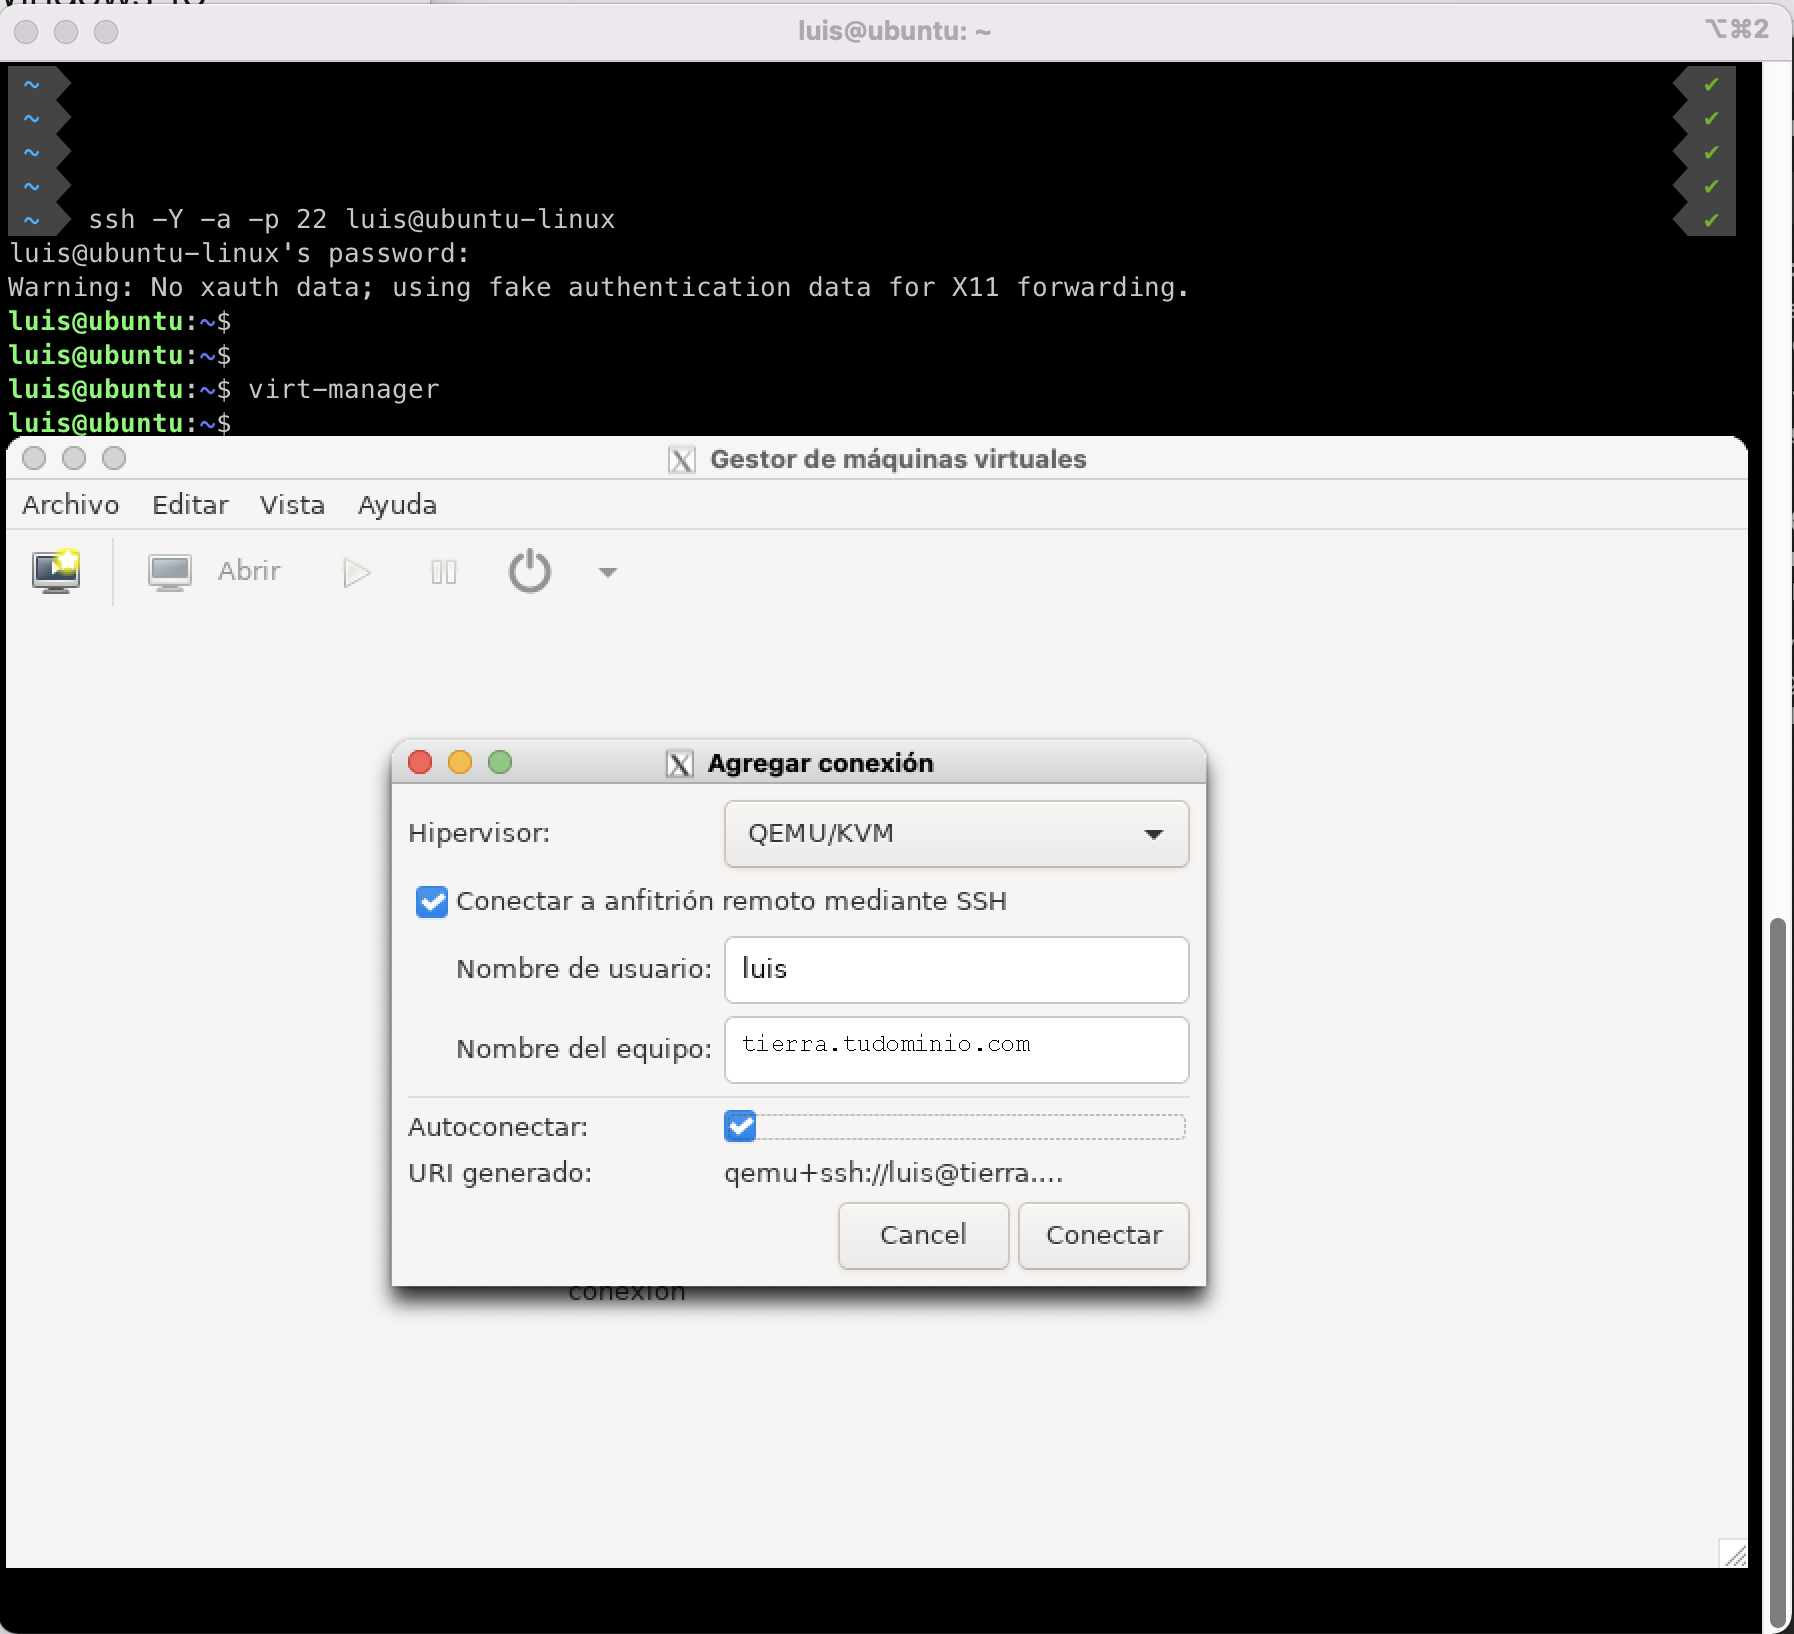 luis@ubuntu: ~
⌥⌘2
~ ✔
~ ✔
~ ✔
~ ✔
~ ssh -Y -a -p 22 luis@ubuntu-linux ✔
luis@ubuntu-linux's password:
Warning: No xauth data; using fake authentication data for X11 forwarding.
luis@ubuntu:~$
luis@ubuntu:~$
luis@ubuntu:~$ virt-manager
luis@ubuntu:~$
Gestor de máquinas virtuales
Archivo Editar Vista Ayuda
Abrir
Agregar conexión
Hipervisor: QEMU/KVM
Conectar a anfitrión remoto mediante SSH
Nombre de usuario: luis
Nombre del equipo: tierra.tudominio.com
Autoconectar:
URI generado: qemu+ssh://luis@tierra....
Cancel Conectar
conexión